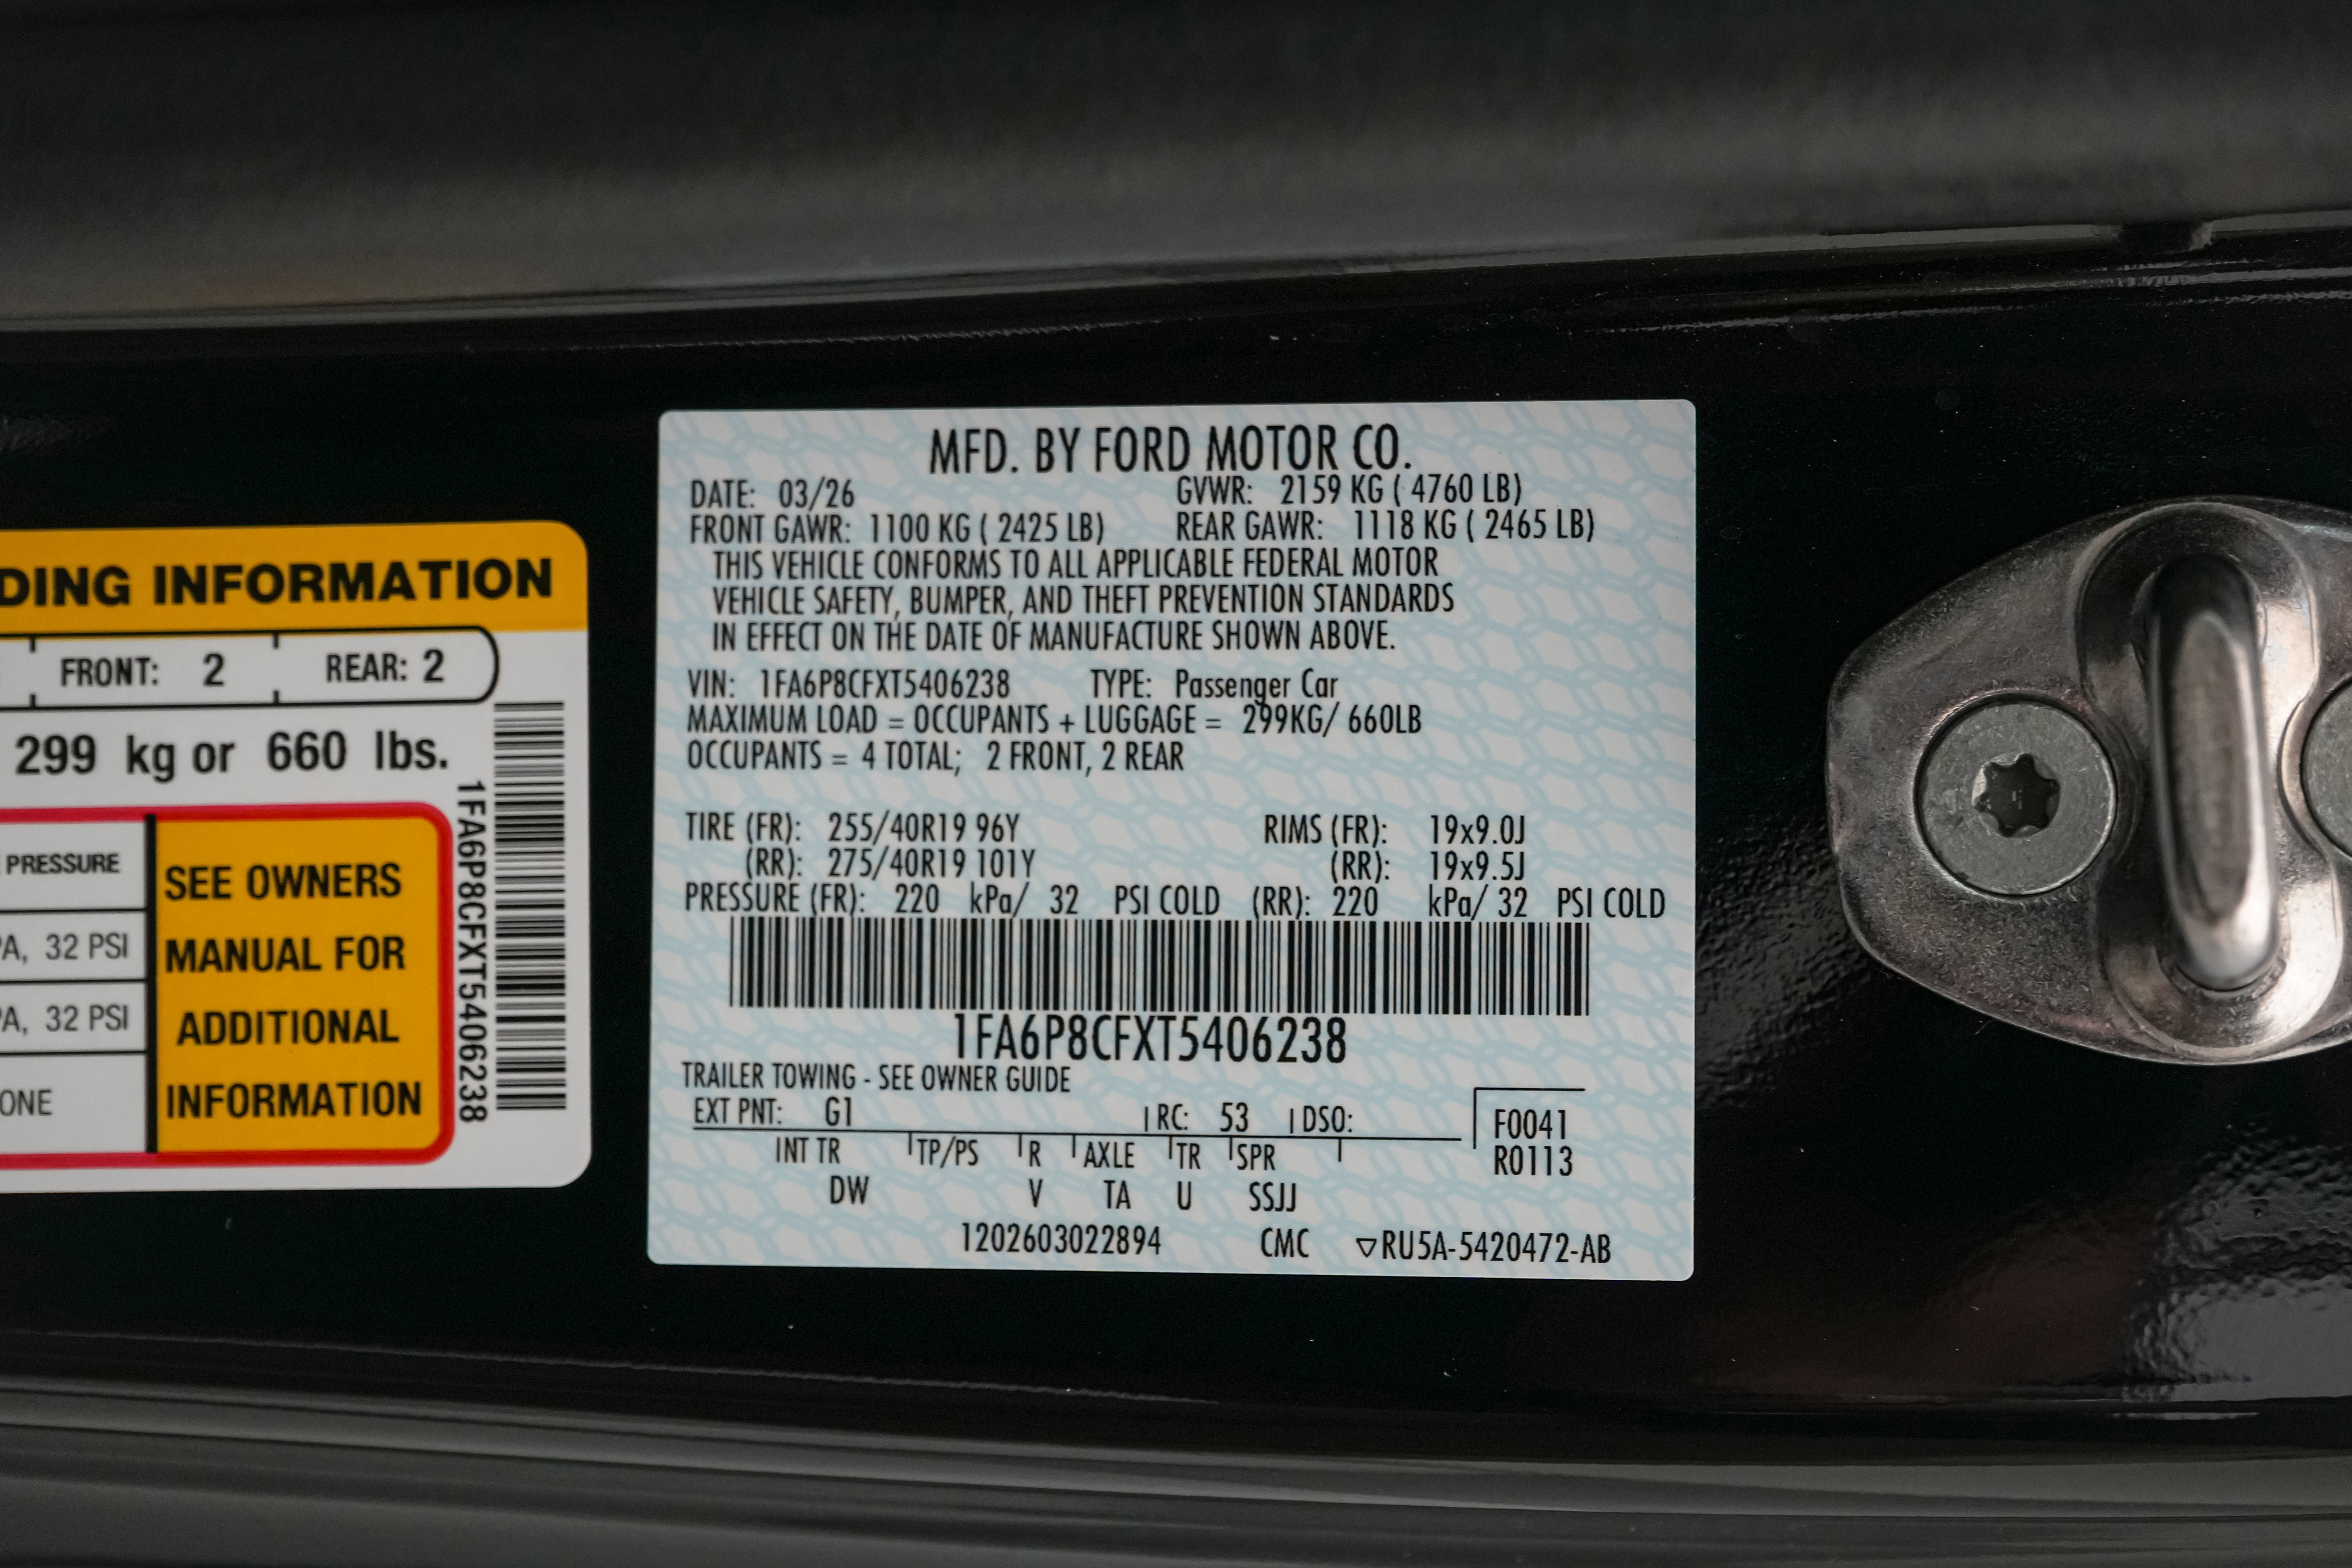 DING INFORMATION
FRONT: 2 REAR: 2
299 kg or 660 lbs.
PRESSURE
A, 32 PSI
A, 32 PSI
ONE
SEE OWNERS
MANUAL FOR
ADDITIONAL
INFORMATION
1FA6P8CFXT5406238
MFD. BY FORD MOTOR CO.
DATE: 03/26 GVWR: 2159 KG ( 4760 LB)
FRONT GAWR: 1100 KG ( 2425 LB) REAR GAWR: 1118 KG ( 2465 LB)
THIS VEHICLE CONFORMS TO ALL APPLICABLE FEDERAL MOTOR
VEHICLE SAFETY, BUMPER, AND THEFT PREVENTION STANDARDS
IN EFFECT ON THE DATE OF MANUFACTURE SHOWN ABOVE.
VIN: 1FA6P8CFXT5406238 TYPE: Passenger Car
MAXIMUM LOAD = OCCUPANTS + LUGGAGE = 299KG/ 660LB
OCCUPANTS = 4 TOTAL; 2 FRONT, 2 REAR
TIRE (FR): 255/40R19 96Y RIMS (FR): 19x9.0J
(RR): 275/40R19 101Y (RR): 19x9.5J
PRESSURE (FR): 220 kPa/ 32 PSI COLD (RR): 220 kPa/ 32 PSI COLD
1FA6P8CFXT5406238
TRAILER TOWING - SEE OWNER GUIDE
EXT PNT: G1 RC: 53 DSO: F0041
R0113
INT TR TP/PS R AXLE TR SPR
DW V TA U SSJJ
1202603022894 CMC ▽RU5A-5420472-AB